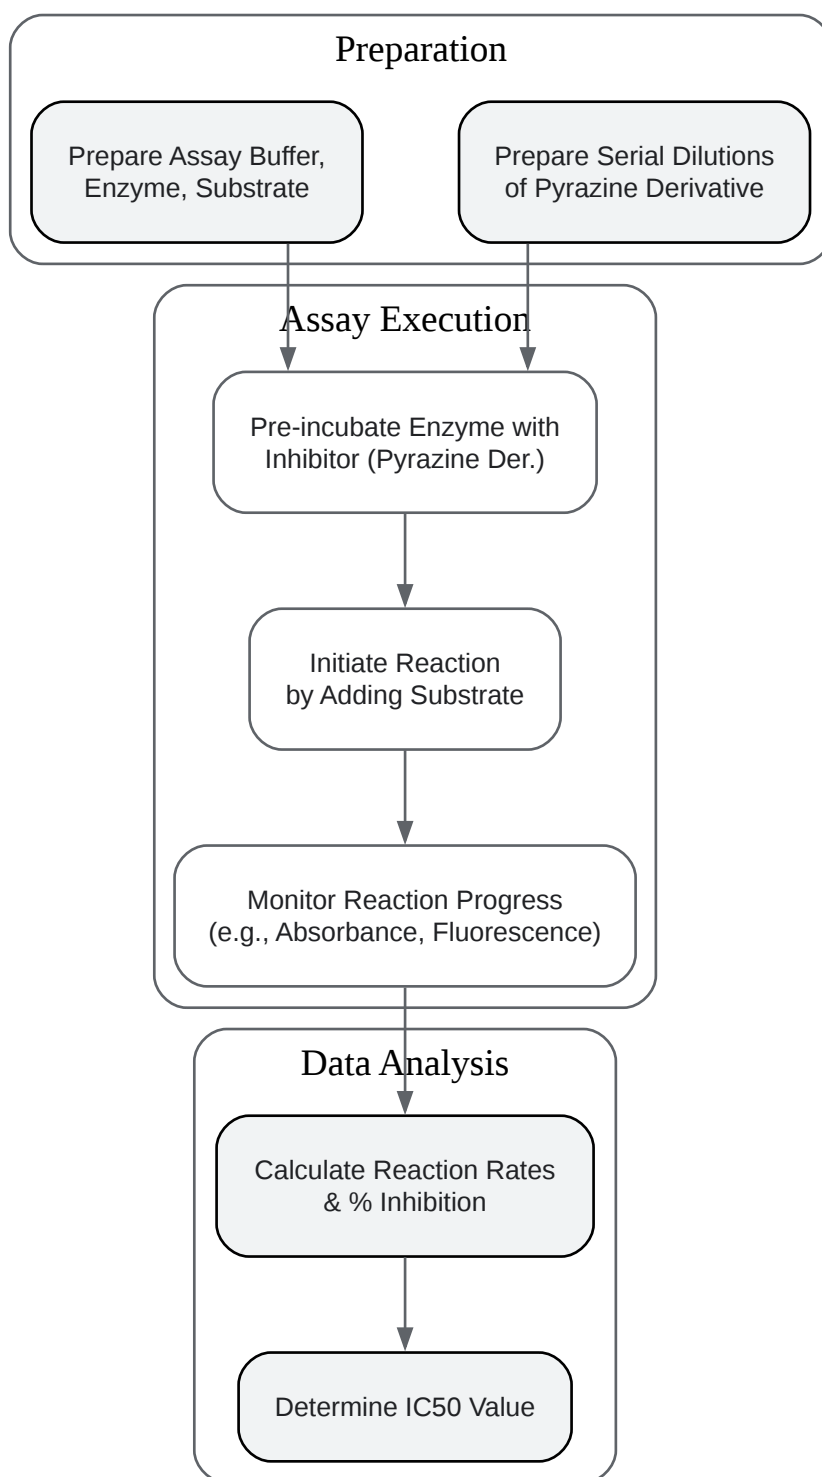 Preparation
Prepare Assay Buffer,
Enzyme, Substrate
Prepare Serial Dilutions
of Pyrazine Derivative
Assay Execution
Pre-incubate Enzyme with
Inhibitor (Pyrazine Der.)
Initiate Reaction
by Adding Substrate
Monitor Reaction Progress
(e.g., Absorbance, Fluorescence)
Data Analysis
Calculate Reaction Rates
& % Inhibition
Determine IC50 Value